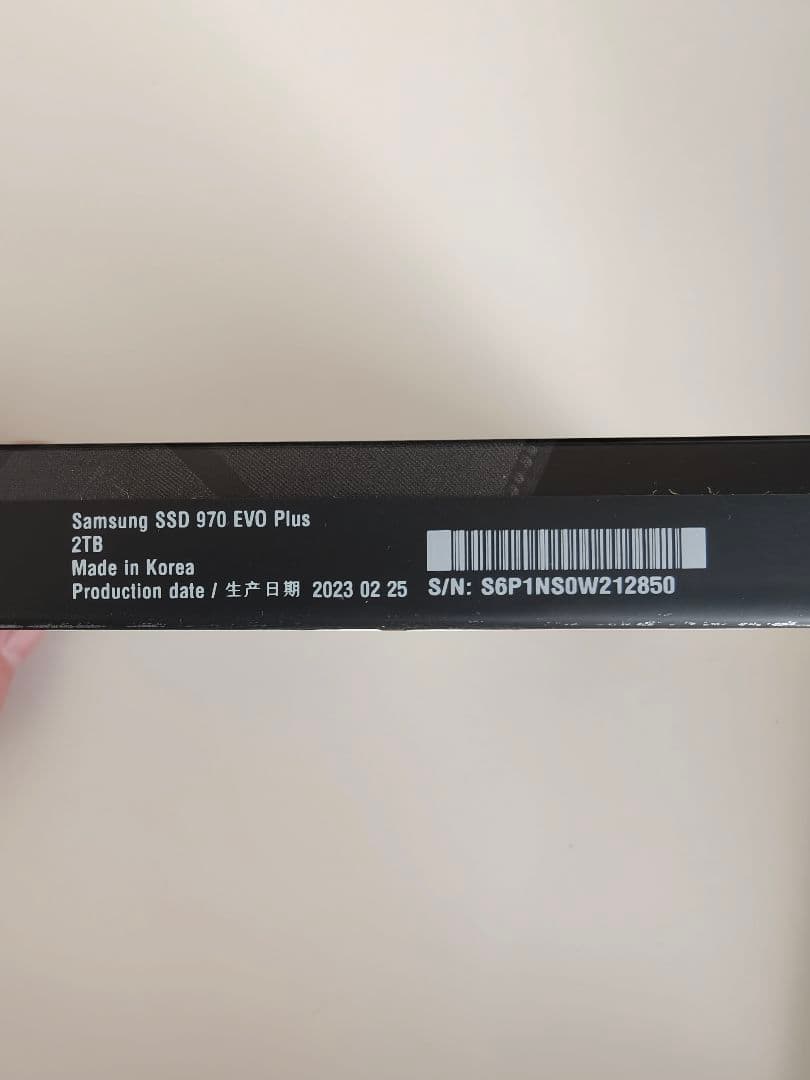 Samsung SSD 970 EVO Plus
2TB
Made in Korea
Production date / 生产日期 2023 02 25
S/N: S6P1NS0W212850